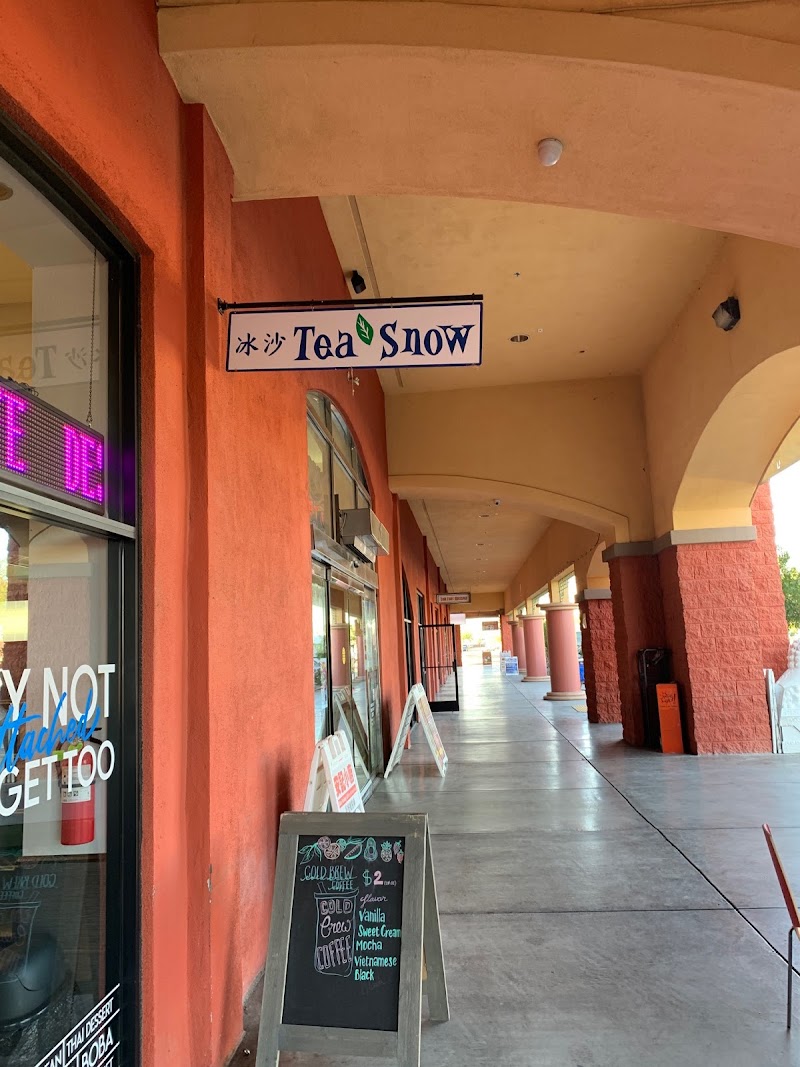 冰沙 Tea Snow
TE DE
Y NOT
ttached
GET TOO
COLD BREW
COFFEE
$2
flavor
COLD
Brew
COFFEE
Vanilla
Sweet Cream
Mocha
Vietnamese
Black
THAI DESSERT
BOBA